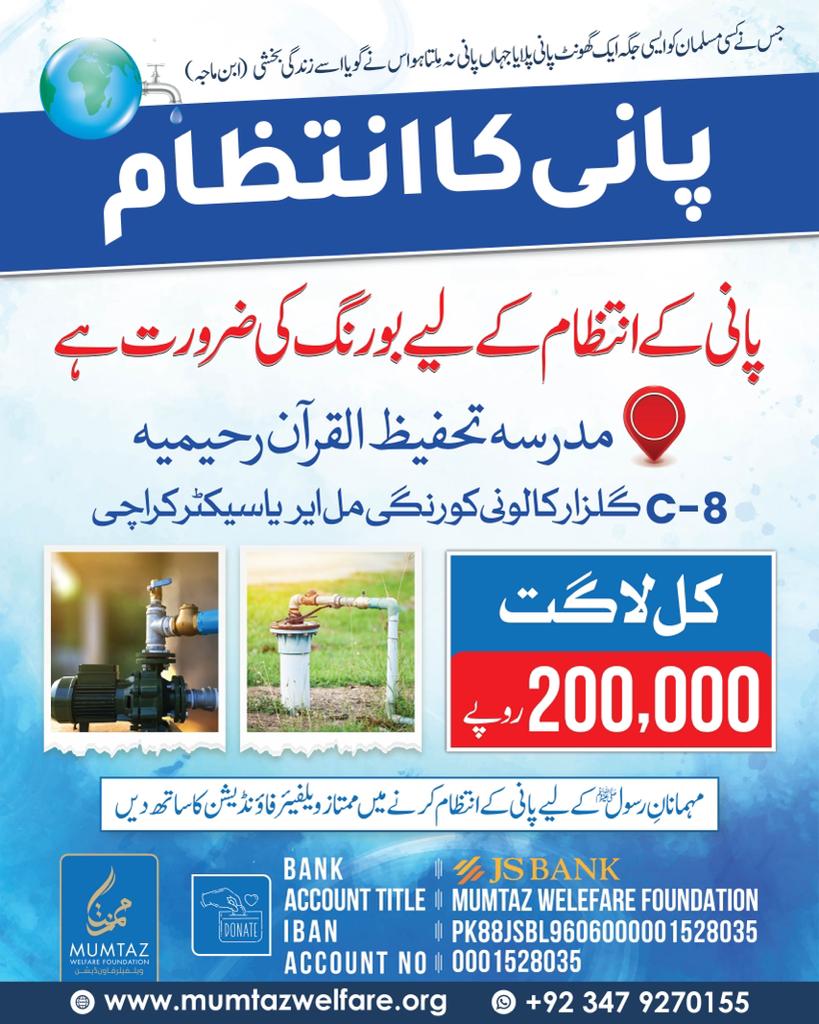 جس نے کسی مسلمان کو ایسی جگہ ایک گھونٹ پانی پلایا جہاں پانی نہ ملتا ہو اس نے گویا اسے زندگی بخشی (ابن ماجہ)
پانی کا انتظام
پانی کے انتظام کے لیے بورنگ کی ضرورت ہے
مدرسہ تحفیظ القرآن رحیمیہ
C-8 گلزار کالونی کورنگی مل ایریا سیکٹر کراچی
کل لاگت
200,000 روپے
مہمانانِ رسول ﷺ کے لیے پانی کے انتظام کرنے میں ممتاز ویلفیئر فاؤنڈیشن کا ساتھ دیں
BANK JS BANK
ACCOUNT TITLE MUMTAZ WELEFARE FOUNDATION
IBAN PK88JSBL9606000001528035
ACCOUNT NO 0001528035
DONATE
ممتاز
MUMTAZ
WELFARE FOUNDATION
ویلفیئر فاونڈیشن
www.mumtazwelfare.org +92 347 9270155